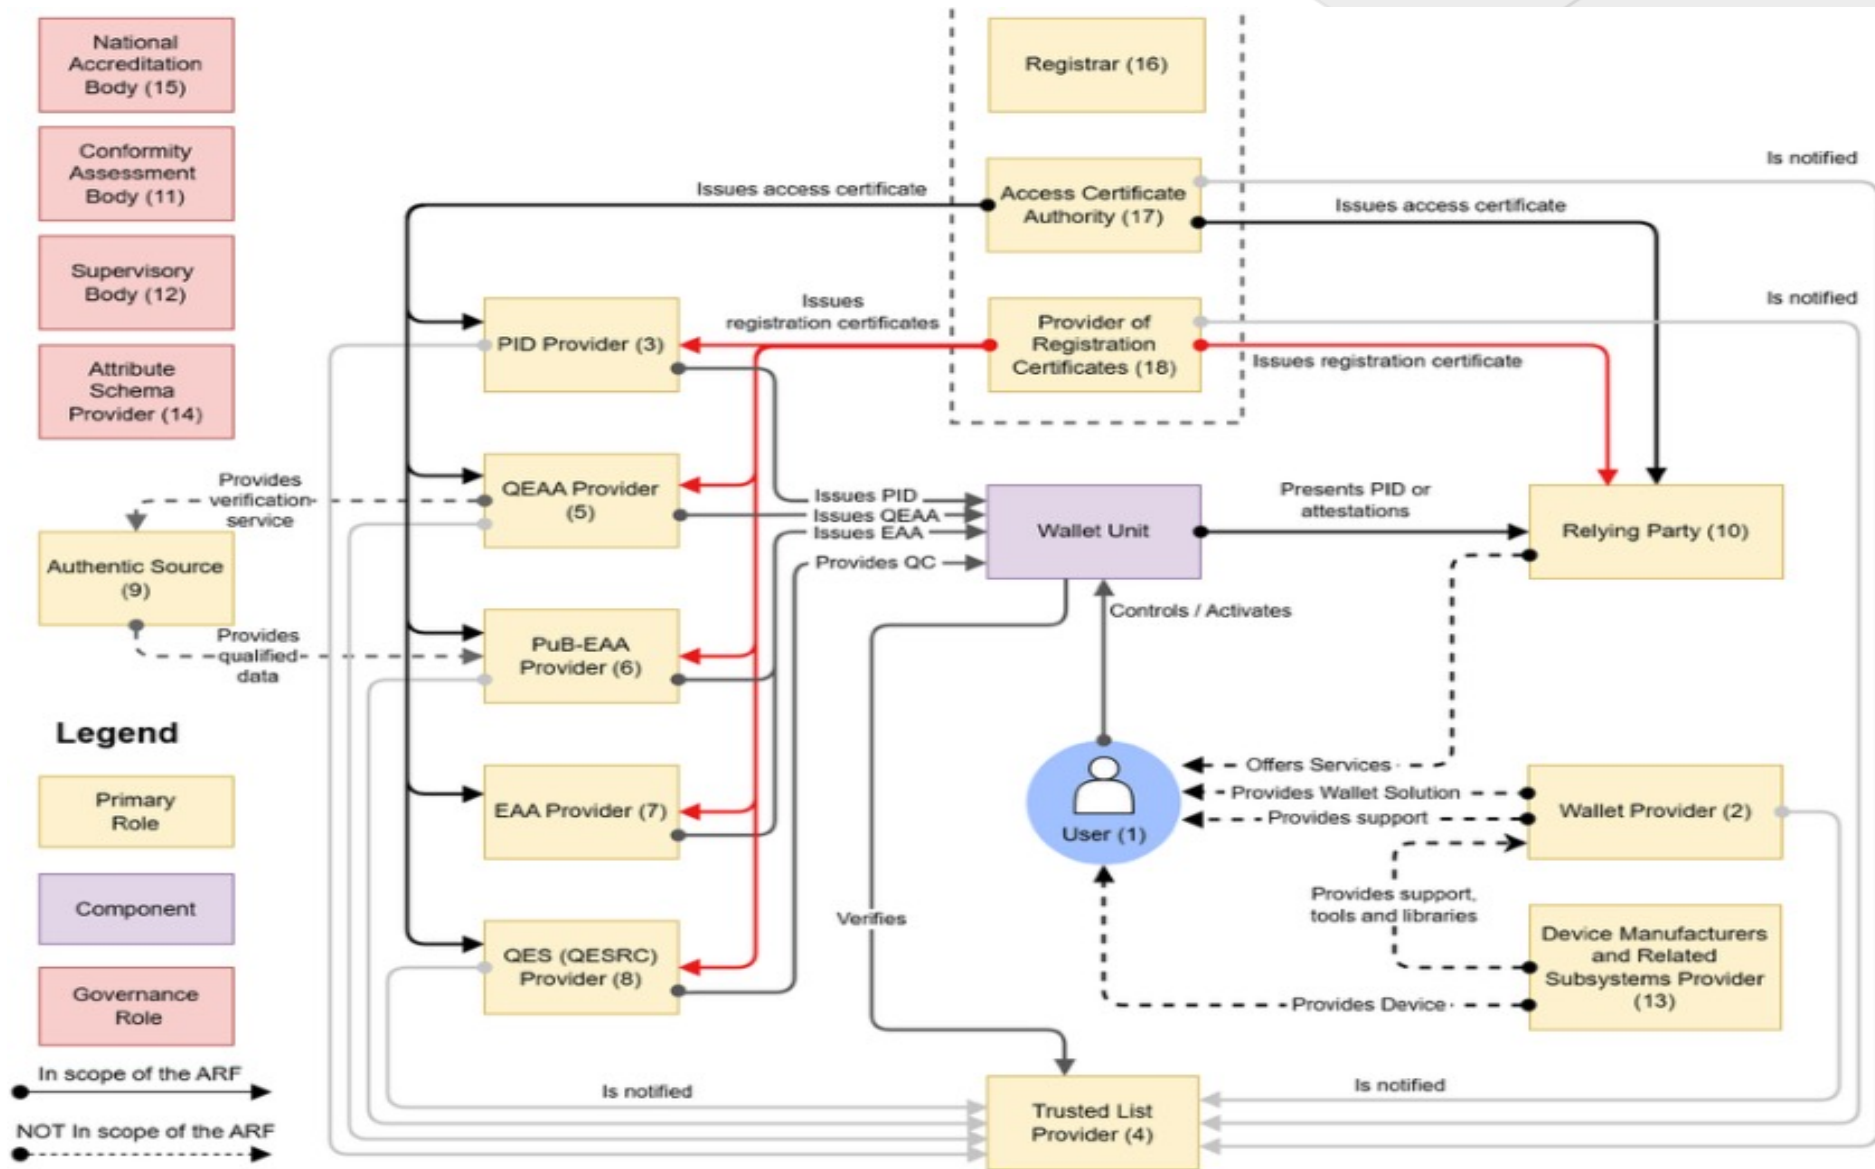 National
Accreditation
Body (15)
Conformity
Assessment
Body (11)
Supervisory
Body (12)
Attribute
Schema
Provider (14)
Registrar (16)
Access Certificate
Authority (17)
Provider of
Registration
Certificates (18)
Issues access certificate
Issues access certificate
Is notified
Is notified
Issues
registration certificates
Issues registration certificate
PID Provider (3)
QEAA Provider
(5)
PuB-EAA
Provider (6)
EAA Provider (7)
QES (QESRC)
Provider (8)
Provides
verification
service
Authentic Source
(9)
Provides
qualified
data
Issues PID
Issues QEAA
Issues EAA
Provides QC
Wallet Unit
Presents PID or
attestations
Relying Party (10)
Controls / Activates
User (1)
Offers Services
Provides Wallet Solution
Provides support
Wallet Provider (2)
Provides support,
tools and libraries
Device Manufacturers
and Related
Subsystems Provider
(13)
Provides Device
Verifies
Is notified
Is notified
Trusted List
Provider (4)
Legend
Primary
Role
Component
Governance
Role
In scope of the ARF
NOT In scope of the ARF